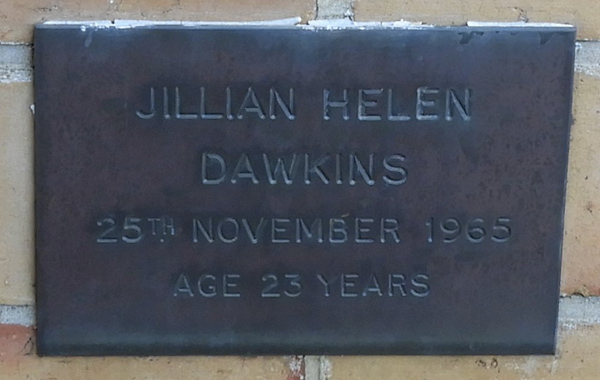 JILLIAN HELEN
DAWKINS
25TH NOVEMBER 1965
AGE 23 YEARS